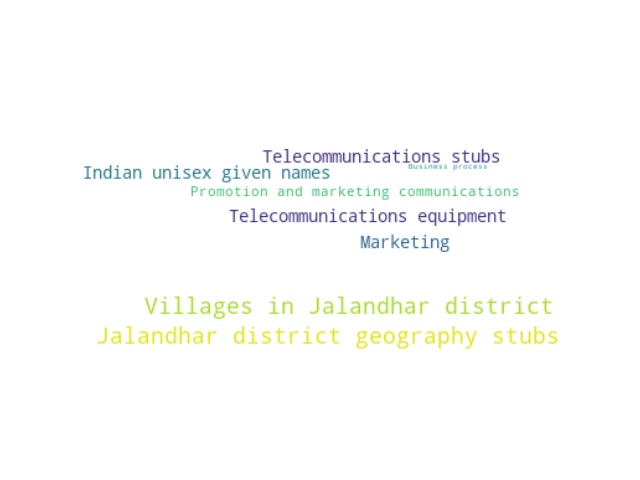 Telecommunications stubs
Business process
Indian unisex given names
Promotion and marketing communications
Telecommunications equipment
Marketing
Villages in Jalandhar district
Jalandhar district geography stubs